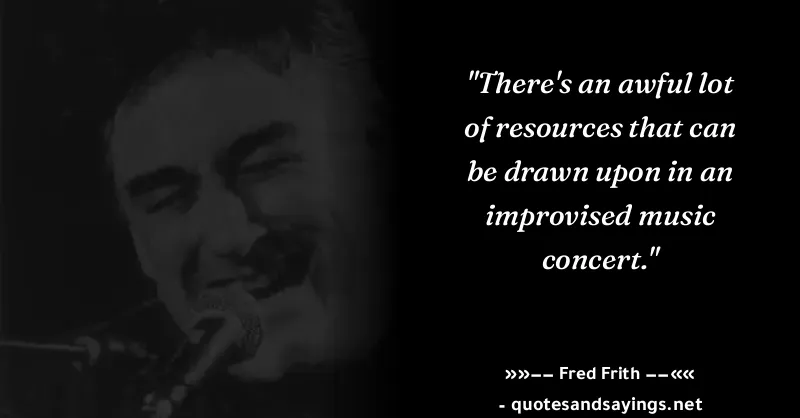 "There's an awful lot
of resources that can
be drawn upon in an
improvised music
concert."
»»−− Fred Frith −−««
- quotesandsayings.net